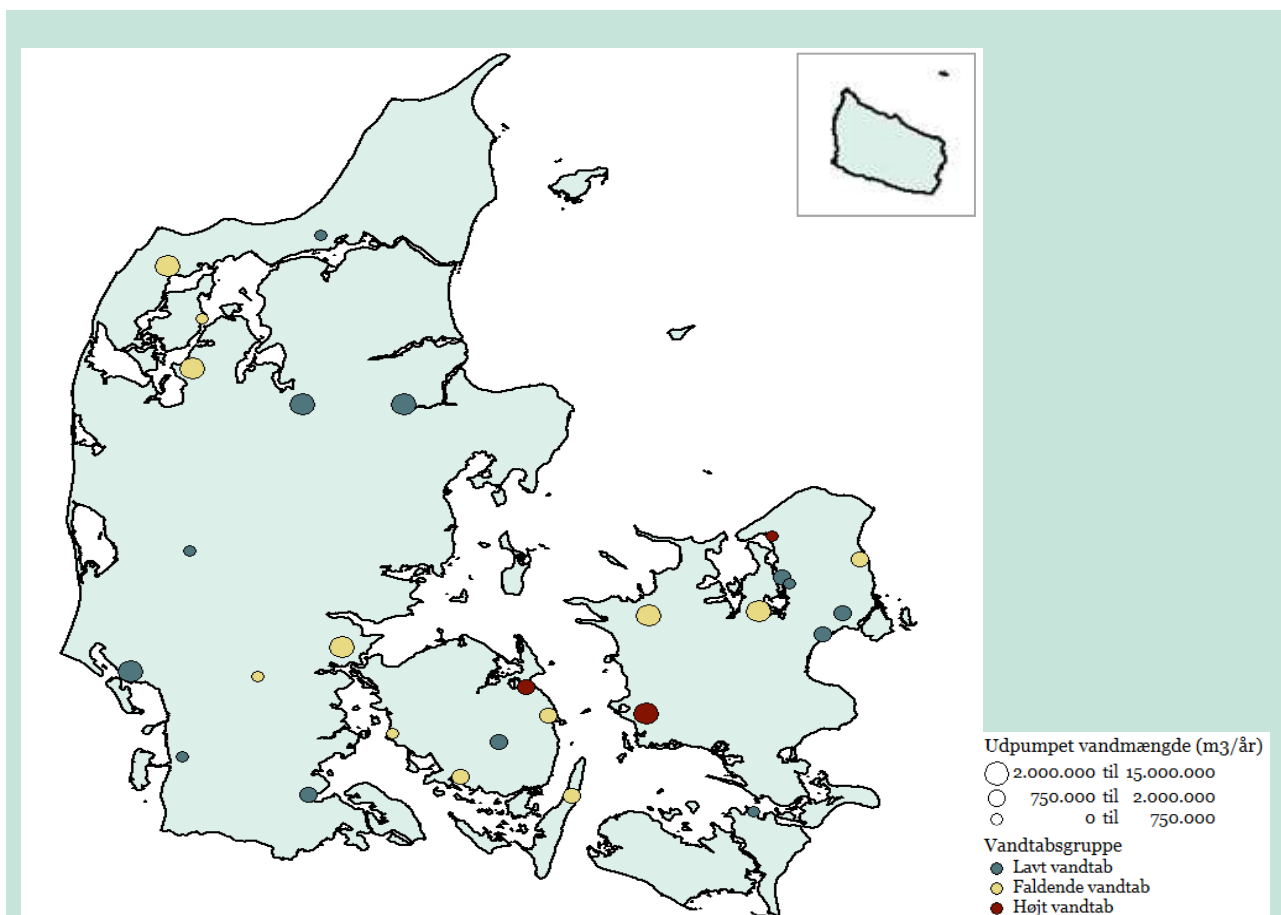 Udpumpet vandmængde (m3/år)
2.000.000 til 15.000.000
750.000 til 2.000.000
0 til 750.000
Vandtabsgruppe
Lavt vandtab
Faldende vandtab
Højt vandtab